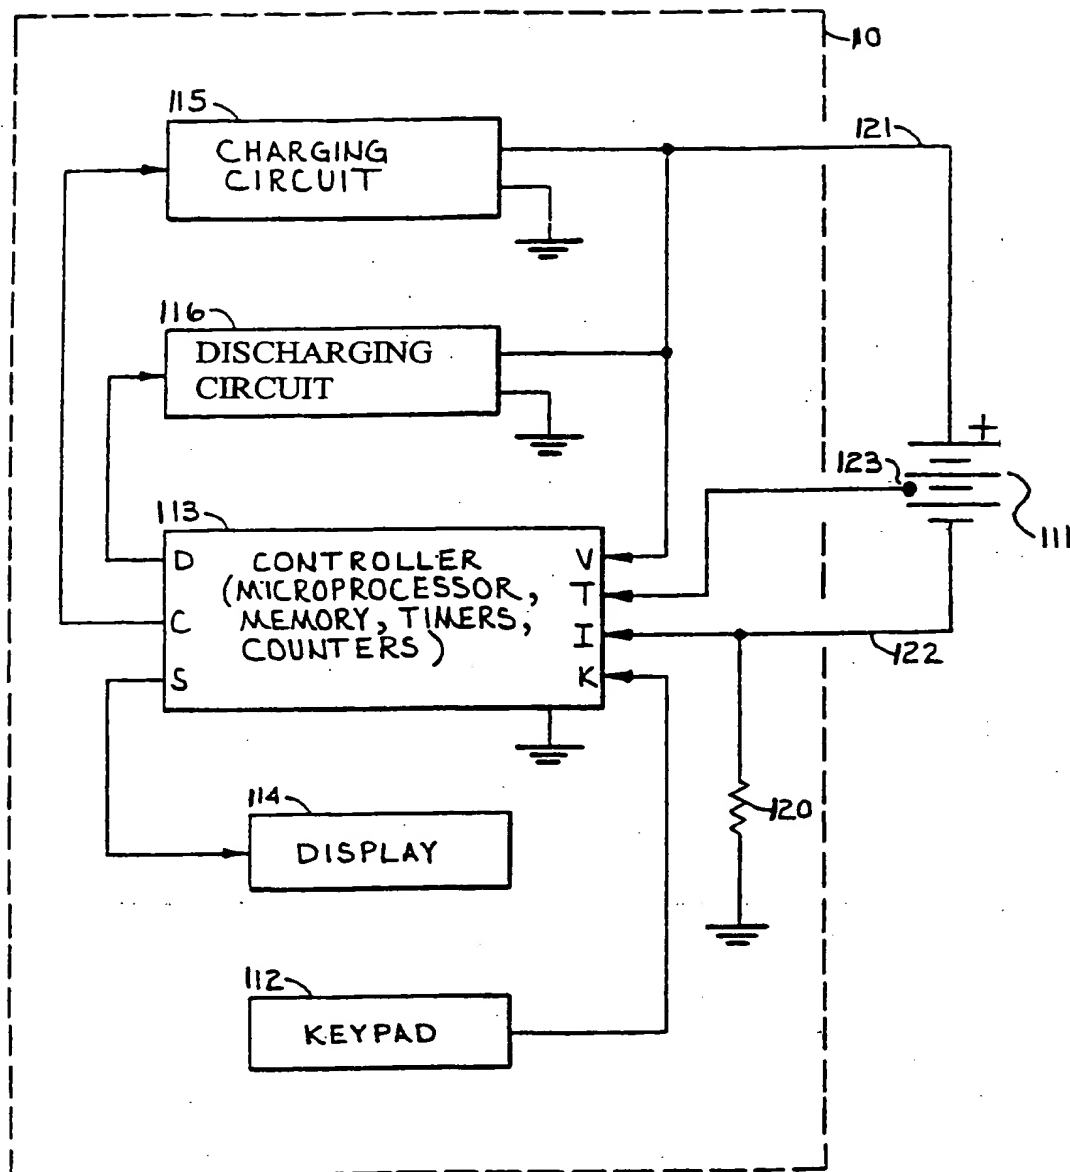 10
115
CHARGING
CIRCUIT
121
116
DISCHARGING
CIRCUIT
+
123
111
113
D
C
S
CONTROLLER
(MICROPROCESSOR,
MEMORY, TIMERS,
COUNTERS)
V
T
I
K
122
114
DISPLAY
120
112
KEYPAD